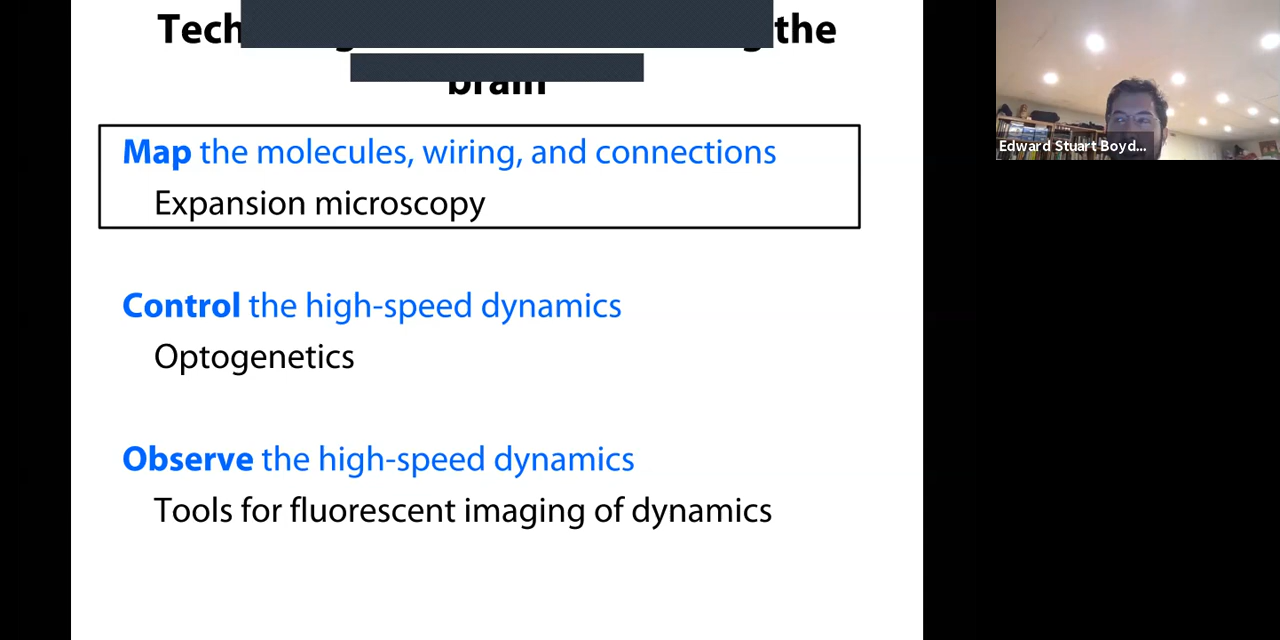 Tech the
brain
Map the molecules, wiring, and connections
Expansion microscopy
Control the high-speed dynamics
Optogenetics
Observe the high-speed dynamics
Tools for fluorescent imaging of dynamics
Edward Stuart Boyd...